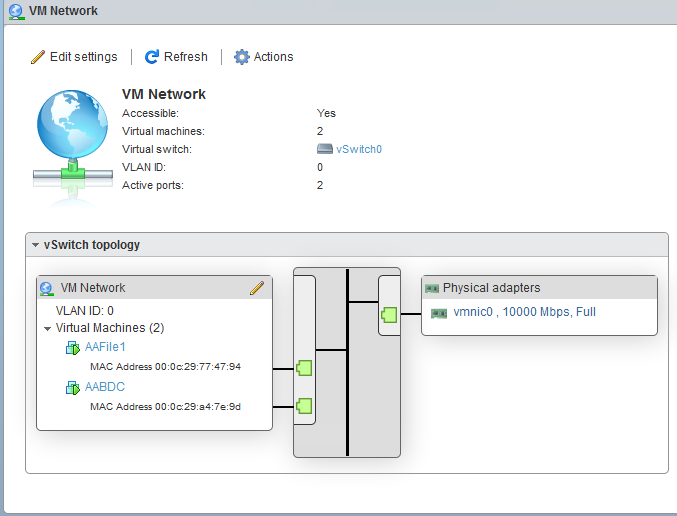 VM Network
Edit settings Refresh Actions
VM Network
Accessible: Yes
Virtual machines: 2
Virtual switch: vSwitch0
VLAN ID: 0
Active ports: 2
vSwitch topology
VM Network
VLAN ID: 0
Virtual Machines (2)
AAFile1
MAC Address 00:0c:29:77:47:94
AABDC
MAC Address 00:0c:29:a4:7e:9d
Physical adapters
vmnic0 , 10000 Mbps, Full